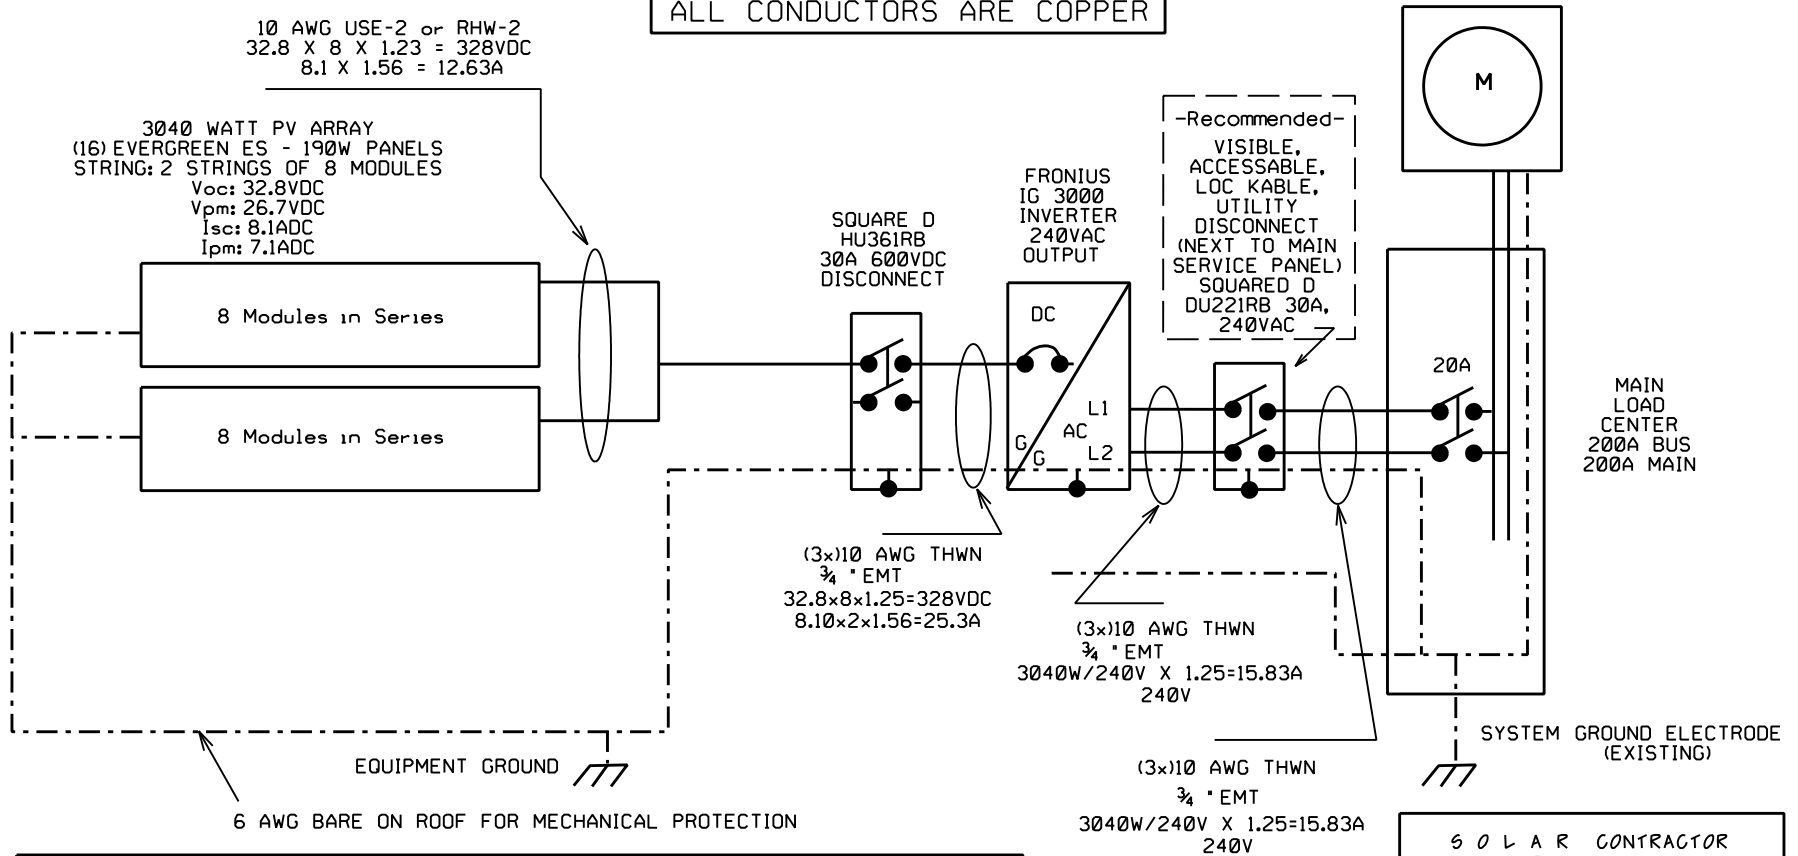 ALL CONDUCTORS ARE COPPER
10 AWG USE-2 or RHW-2
32.8 X 8 X 1.23 = 328VDC
8.1 X 1.56 = 12.63A
3040 WATT PV ARRAY
(16) EVERGREEN ES - 190W PANELS
STRING: 2 STRINGS OF 8 MODULES
Voc: 32.8VDC
Vpm: 26.7VDC
Isc: 8.1ADC
Ipm: 7.1ADC
8 Modules in Series
8 Modules in Series
SQUARE D
HU361RB
30A 600VDC
DISCONNECT
FRONIUS
IG 3000
INVERTER
240VAC
OUTPUT
DC
L1
AC
L2
G
G
-Recommended-
VISIBLE,
ACCESSABLE,
LOC KABLE,
UTILITY
DISCONNECT
(NEXT TO MAIN
SERVICE PANEL)
SQUARED D
DU221RB 30A,
240VAC
M
20A
MAIN
LOAD
CENTER
200A BUS
200A MAIN
(3x)10 AWG THWN
¾ "EMT
32.8x8x1.25=328VDC
8.10x2x1.56=25.3A
(3x)10 AWG THWN
¾ "EMT
3040W/240V X 1.25=15.83A
240V
(3x)10 AWG THWN
¾ "EMT
3040W/240V X 1.25=15.83A
240V
SYSTEM GROUND ELECTRODE
(EXISTING)
EQUIPMENT GROUND
6 AWG BARE ON ROOF FOR MECHANICAL PROTECTION
SOLAR CONTRACTOR